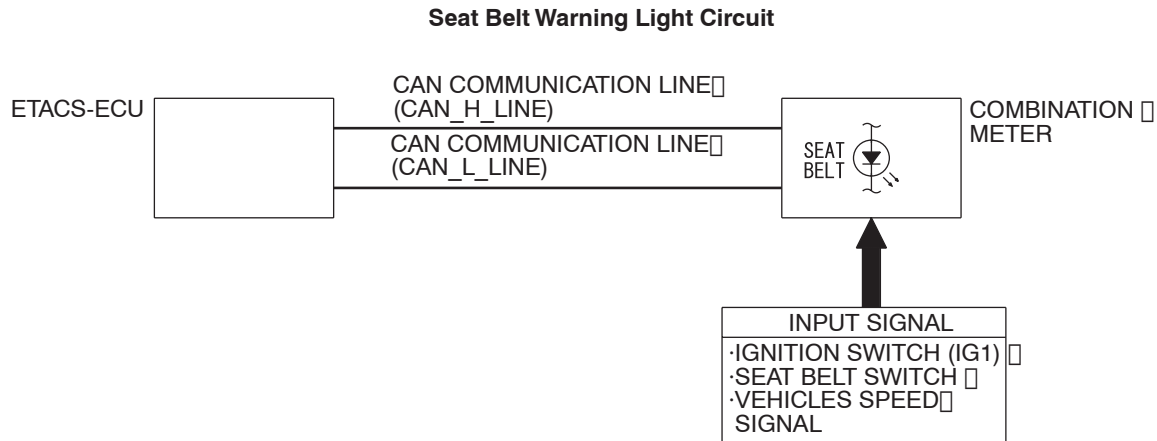 Seat Belt Warning Light Circuit
ETACS-ECU
CAN COMMUNICATION LINE
(CAN_H_LINE)
CAN COMMUNICATION LINE
(CAN_L_LINE)
SEAT
BELT
COMBINATION
METER
INPUT SIGNAL
·IGNITION SWITCH (IG1)
·SEAT BELT SWITCH
·VEHICLES SPEED
SIGNAL